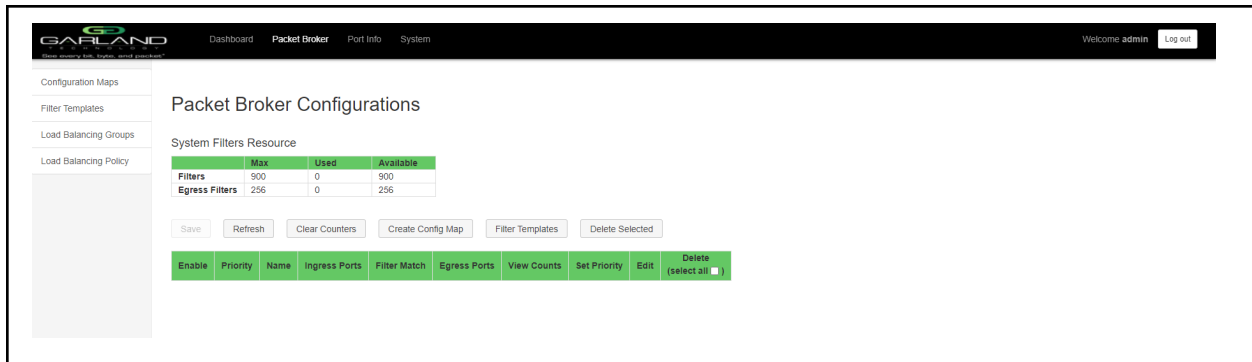 GARLAND
TECHNOLOGY
See every bit, byte, and packet®
Dashboard Packet Broker Port Info System
Welcome admin Log out
Configuration Maps
Filter Templates
Load Balancing Groups
Load Balancing Policy
Packet Broker Configurations
System Filters Resource
Max Used Available
Filters 900 0 900
Egress Filters 256 0 256
Save Refresh Clear Counters Create Config Map Filter Templates Delete Selected
Enable Priority Name Ingress Ports Filter Match Egress Ports View Counts Set Priority Edit Delete
(select all )